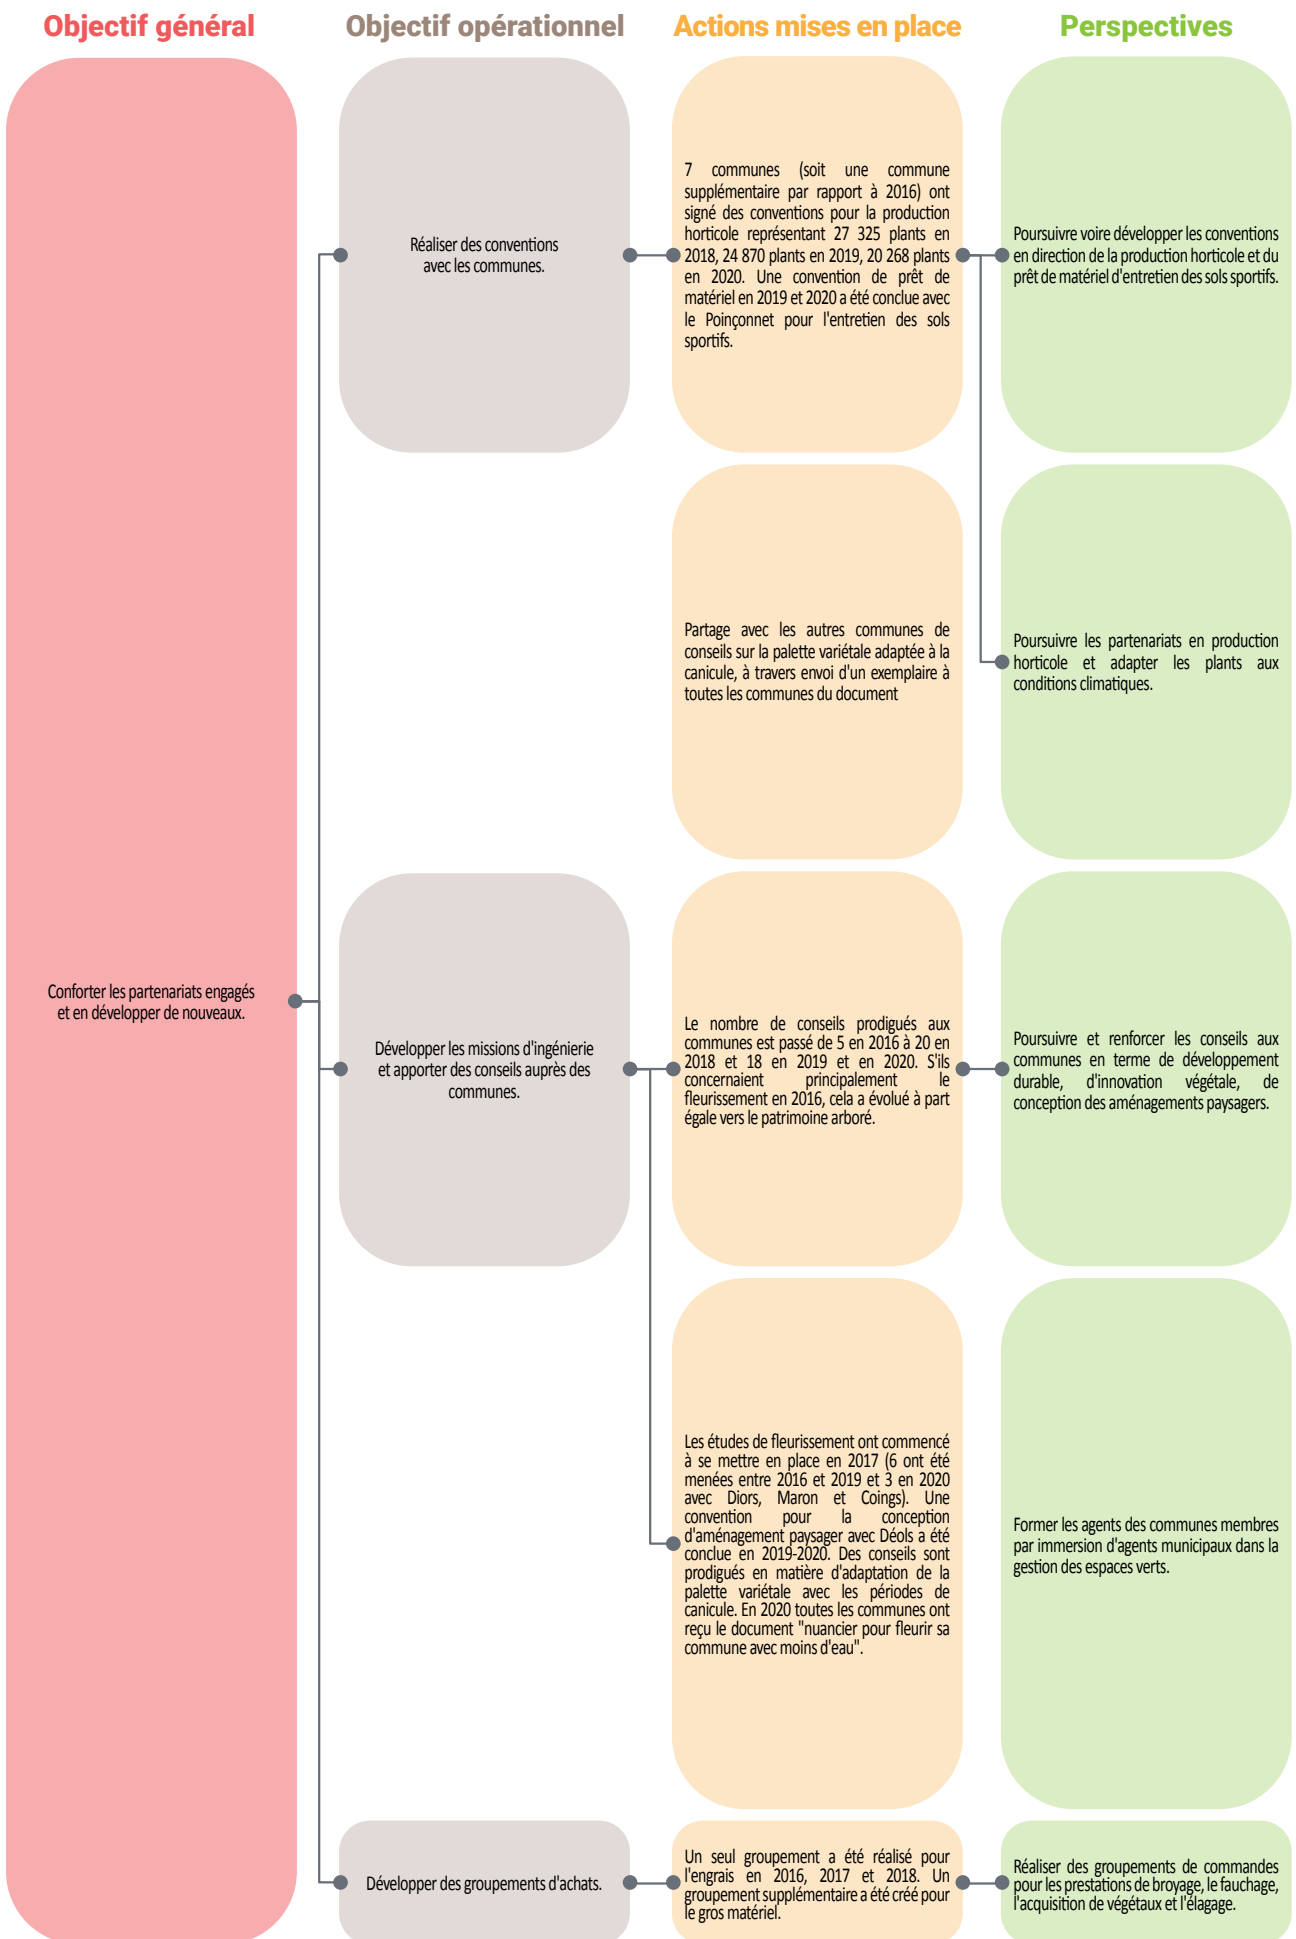 Objectif général
Objectif opérationnel
Actions mises en place
Perspectives
Conforter les partenariats engagés
et en développer de nouveaux.
Réaliser des conventions
avec les communes.
7 communes (soit une commune
supplémentaire par rapport à 2016) ont
signé des conventions pour la production
horticole représentant 27 325 plants en
2018, 24 870 plants en 2019, 20 268 plants
en 2020. Une convention de prêt de
matériel en 2019 et 2020 a été conclue avec
le Poinçonnet pour l'entretien des sols
sportifs.
Poursuivre voire développer les conventions
en direction de la production horticole et du
prêt de matériel d'entretien des sols sportifs.
Partage avec les autres communes de
conseils sur la palette variétale adaptée à la
canicule, à travers envoi d'un exemplaire à
toutes les communes du document
Poursuivre les partenariats en production
horticole et adapter les plants aux
conditions climatiques.
Développer les missions d'ingénierie
et apporter des conseils auprès des
communes.
Le nombre de conseils prodigués aux
communes est passé de 5 en 2016 à 20 en
2018 et 18 en 2019 et en 2020. S'ils
concernaient principalement le
fleurissement en 2016, cela a évolué à part
égale vers le patrimoine arboré.
Poursuivre et renforcer les conseils aux
communes en terme de développement
durable, d'innovation végétale, de
conception des aménagements paysagers.
Les études de fleurissement ont commencé
à se mettre en place en 2017 (6 ont été
menées entre 2016 et 2019 et 3 en 2020
avec Diors, Maron et Coings). Une
convention pour la conception
d'aménagement paysager avec Déols a été
conclue en 2019-2020. Des conseils sont
prodigués en matière d'adaptation de la
palette variétale avec les périodes de
canicule. En 2020 toutes les communes ont
reçu le document "nuancier pour fleurir sa
commune avec moins d'eau".
Former les agents des communes membres
par immersion d'agents municipaux dans la
gestion des espaces verts.
Développer des groupements d'achats.
Un seul groupement a été réalisé pour
l'engrais en 2016, 2017 et 2018. Un
groupement supplémentaire a été créé pour
le gros matériel.
Réaliser des groupements de commandes
pour les prestations de broyage, le fauchage,
l'acquisition de végétaux et l'élagage.